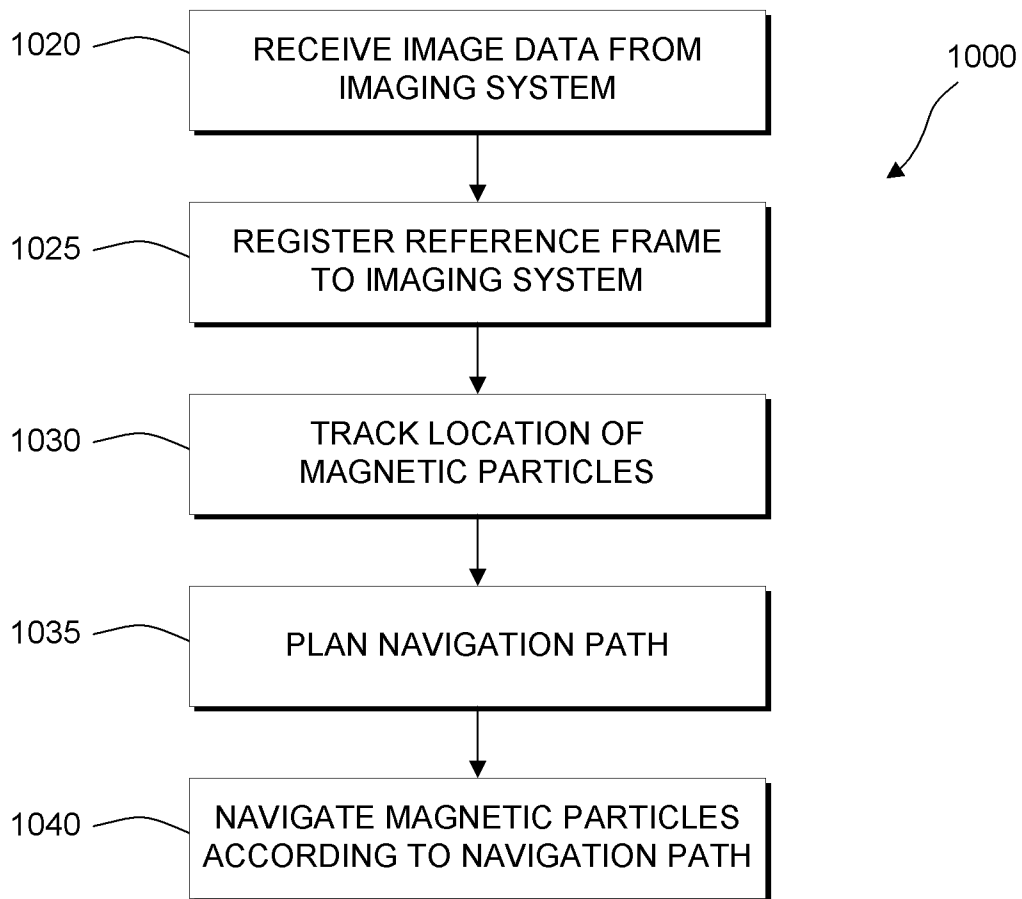 1020
RECEIVE IMAGE DATA FROM
IMAGING SYSTEM
1000
1025
REGISTER REFERENCE FRAME
TO IMAGING SYSTEM
1030
TRACK LOCATION OF
MAGNETIC PARTICLES
1035
PLAN NAVIGATION PATH
1040
NAVIGATE MAGNETIC PARTICLES
ACCORDING TO NAVIGATION PATH